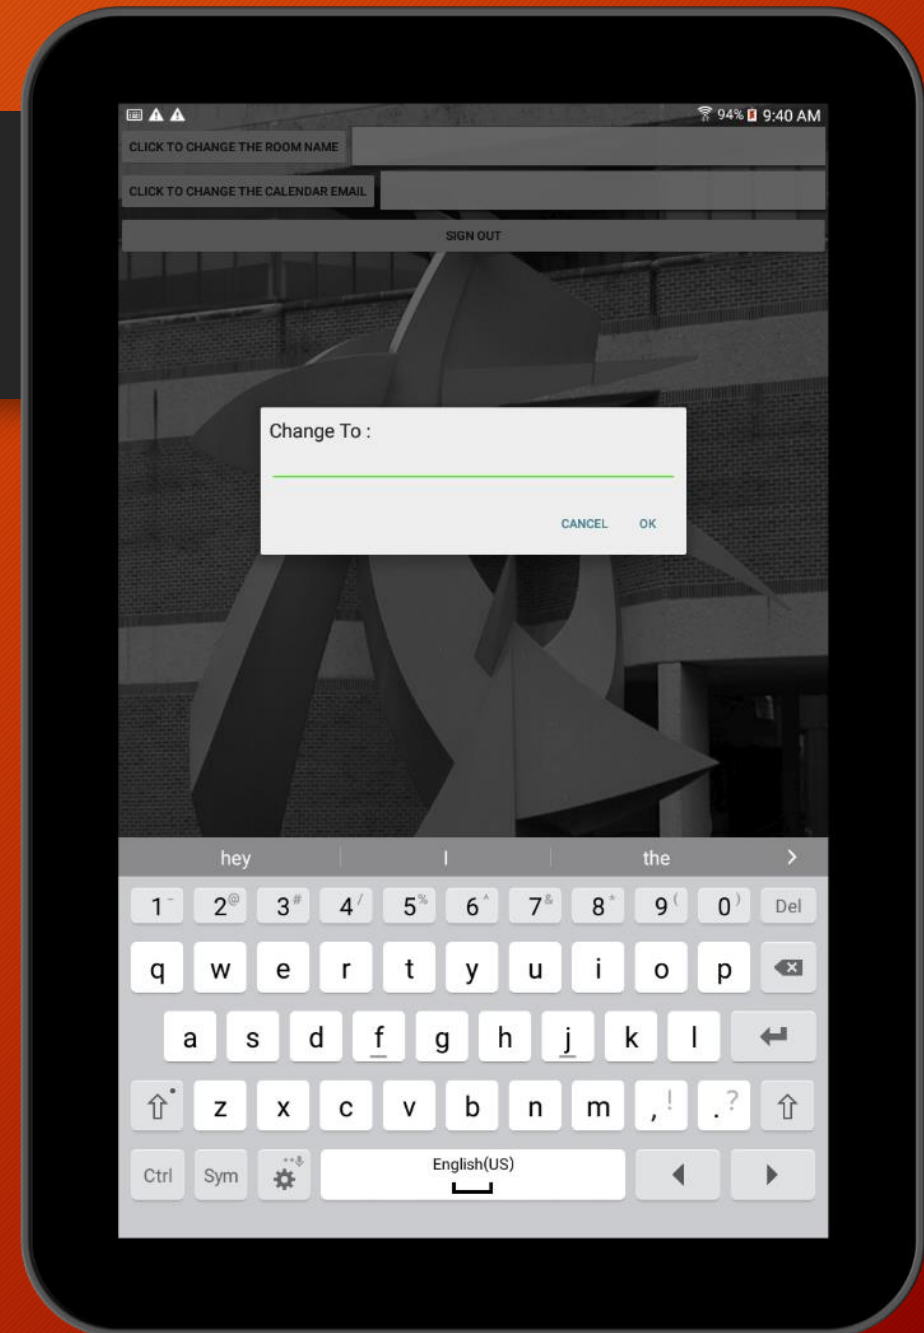 94% 9:40 AM
CLICK TO CHANGE THE ROOM NAME
CLICK TO CHANGE THE CALENDAR EMAIL
SIGN OUT
Change To :
CANCEL OK
hey I the >
1 - 2 @ 3 # 4 / 5 % 6 ^ 7 & 8 * 9 ( 0 ) Del
q w e r t y u i o p
a s d f g h j k l
z x c v b n m , ! . ?
Ctrl Sym English(US)